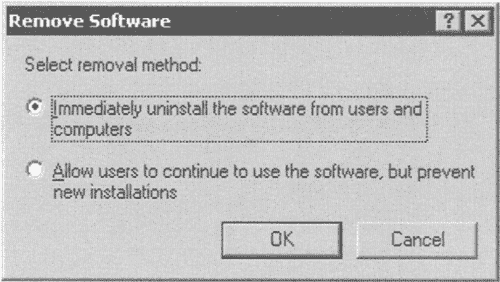 Remove Software
Select removal method:
Immediately uninstall the software from users and
computers
Allow users to continue to use the software, but prevent
new installations
OK Cancel